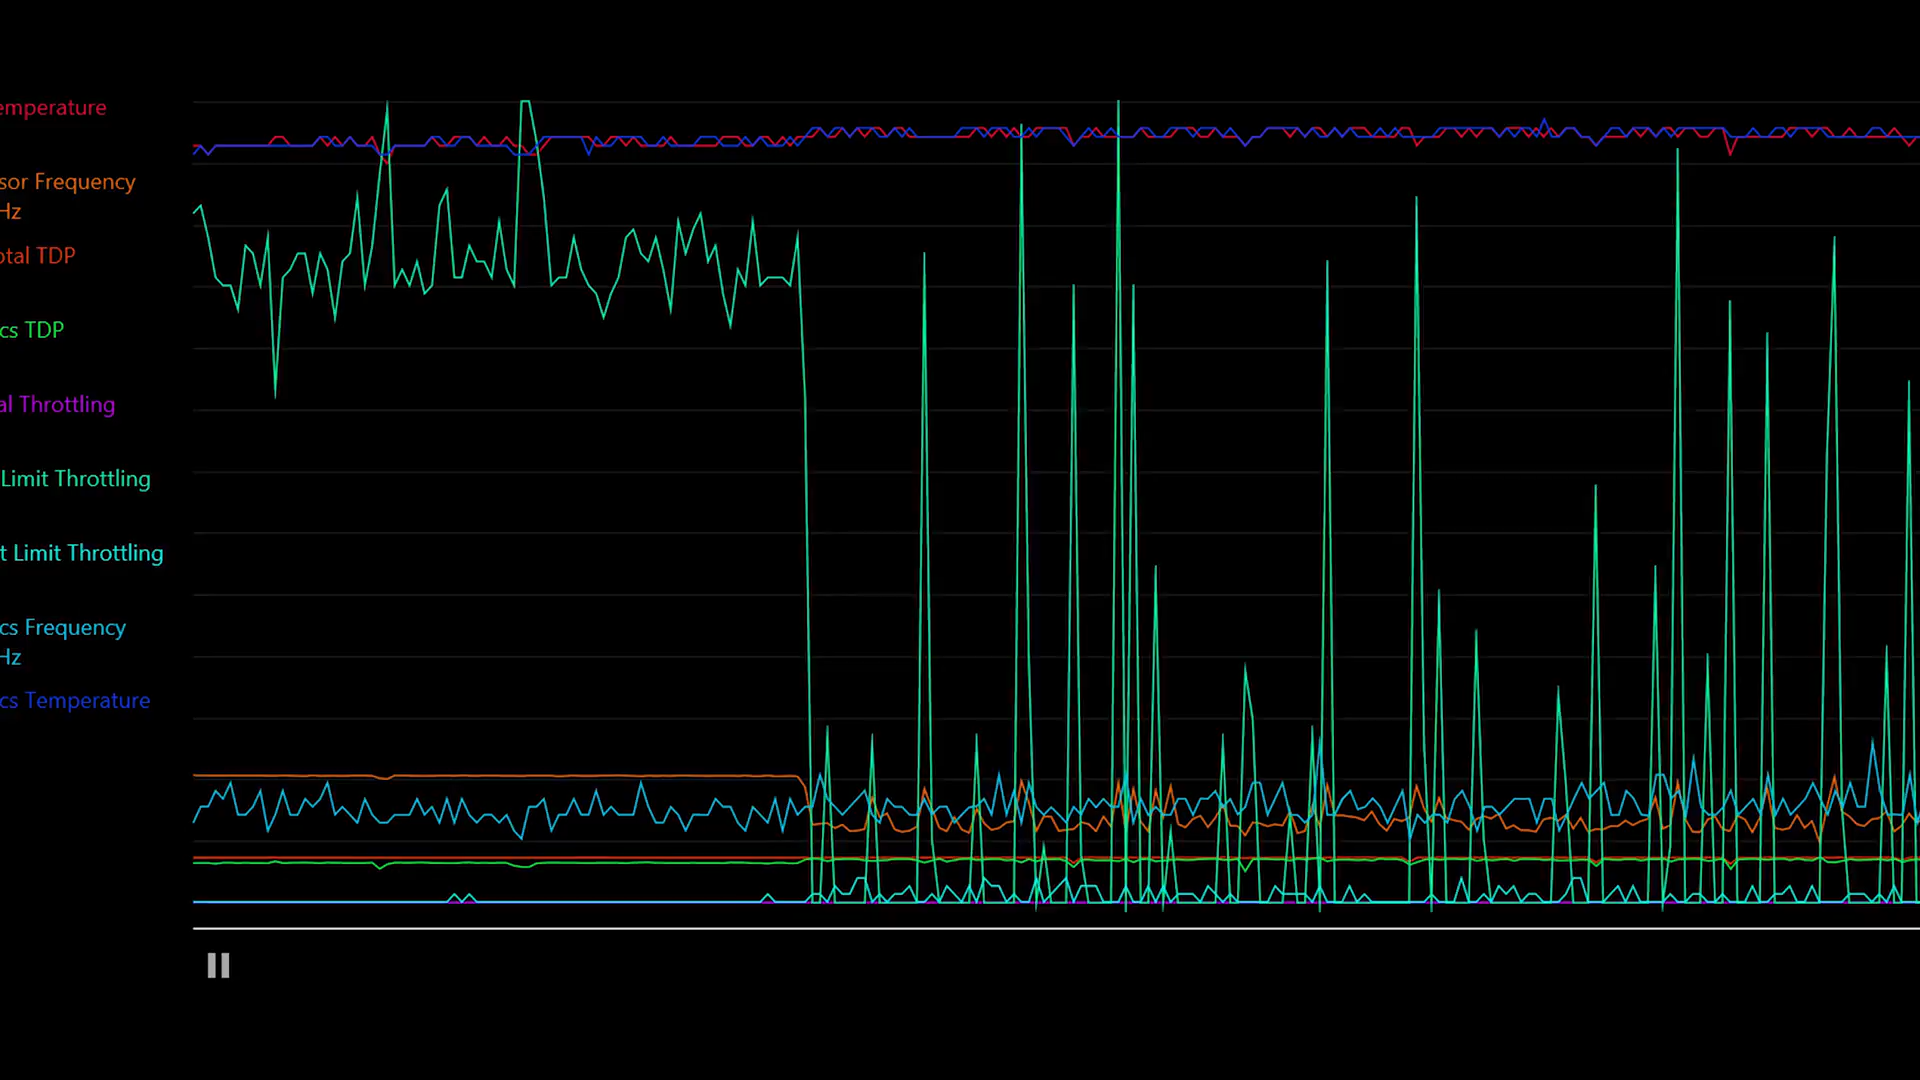 emperature
sor Frequency
Hz
otal TDP
cs TDP
al Throttling
Limit Throttling
t Limit Throttling
cs Frequency
Hz
cs Temperature